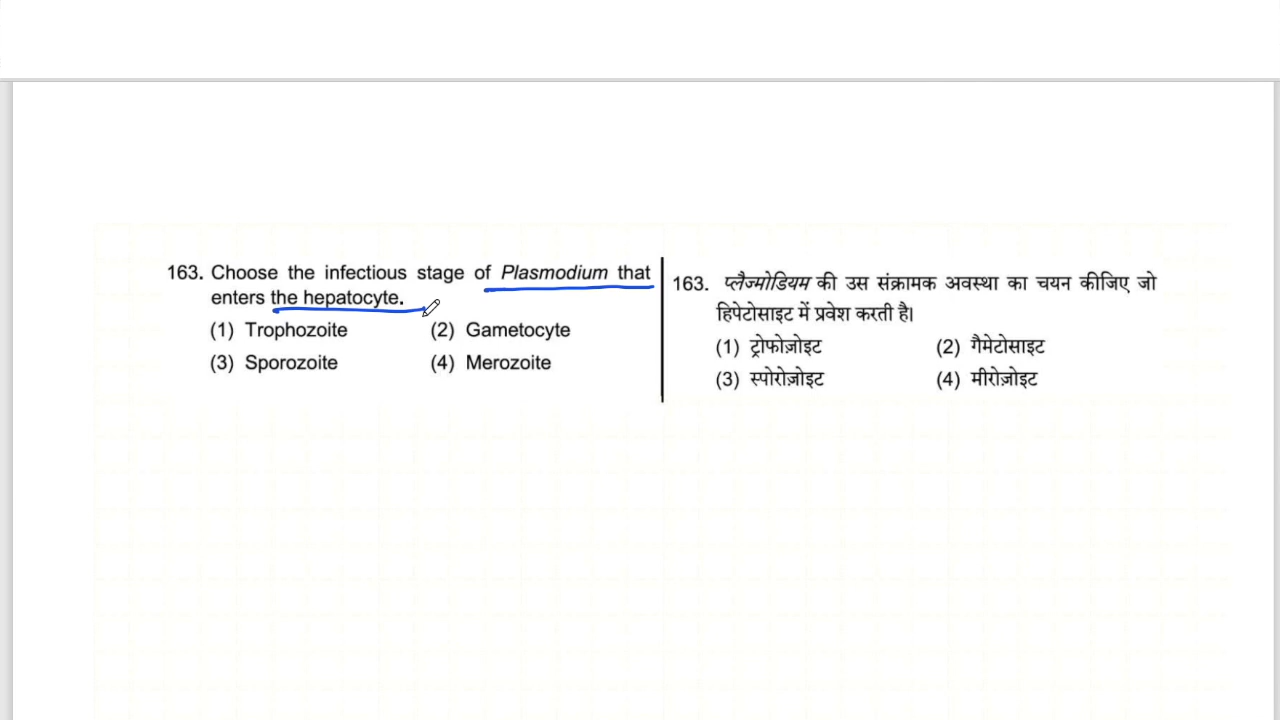 163. Choose the infectious stage of Plasmodium that
enters the hepatocyte.
(1) Trophozoite (2) Gametocyte
(3) Sporozoite (4) Merozoite
163. प्लैज्मोडियम की उस संक्रामक अवस्था का चयन कीजिए जो
हिपेटोसाइट में प्रवेश करती है।
(1) ट्रोफोज़ोइट (2) गैमेटोसाइट
(3) स्पोरोज़ोइट (4) मीरोज़ोइट